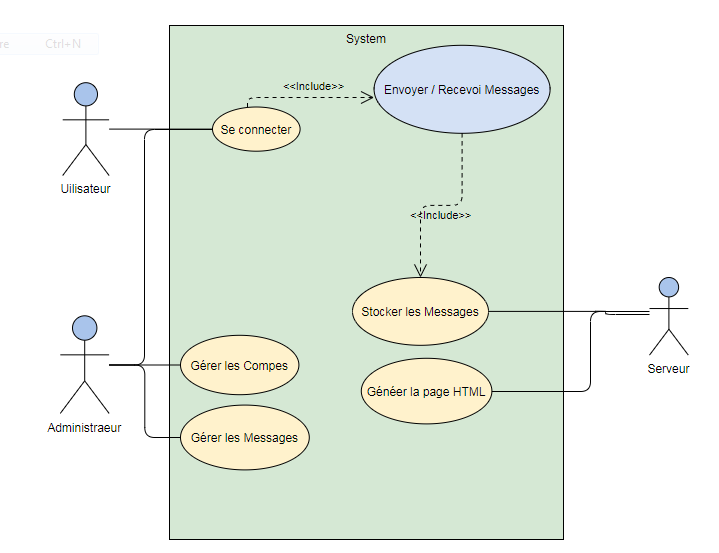 re Ctrl+N
System
<<Include>>
Envoyer / Recevoi Messages
Se connecter
Uilisateur
<<Include>>
Stocker les Messages
Serveur
Gérer les Compes
Généer la page HTML
Administraeur
Gérer les Messages